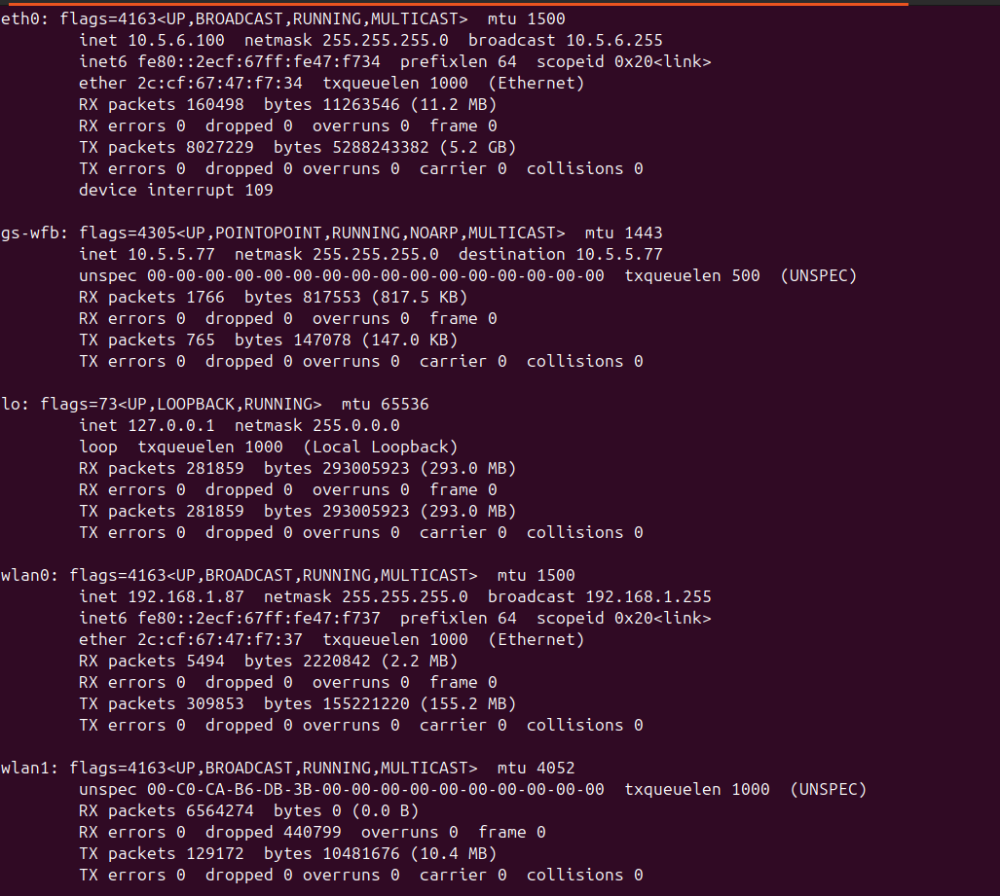 eth0: flags=4163<UP,BROADCAST,RUNNING,MULTICAST>  mtu 1500
        inet 10.5.6.100  netmask 255.255.255.0  broadcast 10.5.6.255
        inet6 fe80::2ecf:67ff:fe47:f734  prefixlen 64  scopeid 0x20<link>
        ether 2c:cf:67:47:f7:34  txqueuelen 1000  (Ethernet)
        RX packets 160498  bytes 11263546 (11.2 MB)
        RX errors 0  dropped 0  overruns 0  frame 0
        TX packets 8027229  bytes 5288243382 (5.2 GB)
        TX errors 0  dropped 0 overruns 0  carrier 0  collisions 0
        device interrupt 109

gs-wfb: flags=4305<UP,POINTOPOINT,RUNNING,NOARP,MULTICAST>  mtu 1443
        inet 10.5.5.77  netmask 255.255.255.0  destination 10.5.5.77
        unspec 00-00-00-00-00-00-00-00-00-00-00-00-00-00-00-00  txqueuelen 500  (UNSPEC)
        RX packets 1766  bytes 817553 (817.5 KB)
        RX errors 0  dropped 0  overruns 0  frame 0
        TX packets 765  bytes 147078 (147.0 KB)
        TX errors 0  dropped 0 overruns 0  carrier 0  collisions 0

lo: flags=73<UP,LOOPBACK,RUNNING>  mtu 65536
        inet 127.0.0.1  netmask 255.0.0.0
        loop  txqueuelen 1000  (Local Loopback)
        RX packets 281859  bytes 293005923 (293.0 MB)
        RX errors 0  dropped 0  overruns 0  frame 0
        TX packets 281859  bytes 293005923 (293.0 MB)
        TX errors 0  dropped 0 overruns 0  carrier 0  collisions 0

wlan0: flags=4163<UP,BROADCAST,RUNNING,MULTICAST>  mtu 1500
        inet 192.168.1.87  netmask 255.255.255.0  broadcast 192.168.1.255
        inet6 fe80::2ecf:67ff:fe47:f737  prefixlen 64  scopeid 0x20<link>
        ether 2c:cf:67:47:f7:37  txqueuelen 1000  (Ethernet)
        RX packets 5494  bytes 2220842 (2.2 MB)
        RX errors 0  dropped 0  overruns 0  frame 0
        TX packets 309853  bytes 155221220 (155.2 MB)
        TX errors 0  dropped 0 overruns 0  carrier 0  collisions 0

wlan1: flags=4163<UP,BROADCAST,RUNNING,MULTICAST>  mtu 4052
        unspec 00-C0-CA-B6-DB-3B-00-00-00-00-00-00-00-00-00-00  txqueuelen 1000  (UNSPEC)
        RX packets 6564274  bytes 0 (0.0 B)
        RX errors 0  dropped 440799  overruns 0  frame 0
        TX packets 129172  bytes 10481676 (10.4 MB)
        TX errors 0  dropped 0 overruns 0  carrier 0  collisions 0